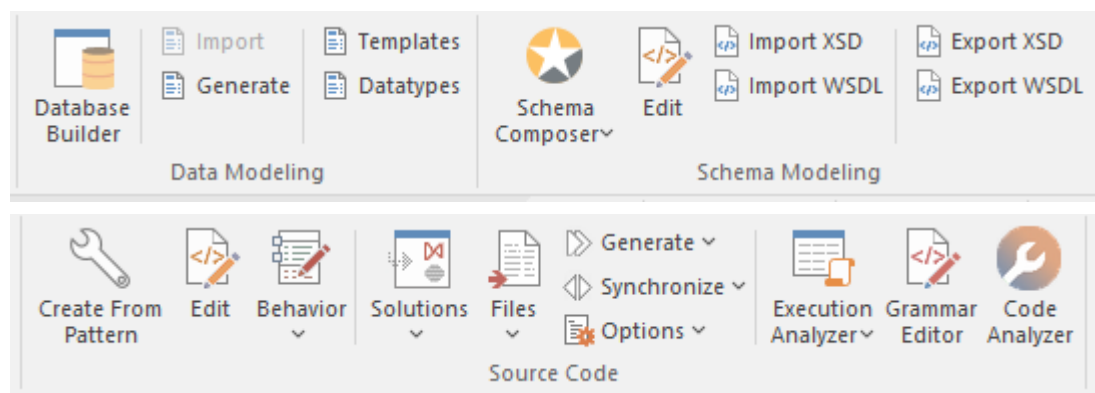 Database
Builder
Import
Generate
Templates
Datatypes
Data Modeling
Schema
Composer
Edit
Import XSD
Import WSDL
Export XSD
Export WSDL
Schema Modeling
Create From
Pattern
Edit
Behavior
Solutions
Files
Generate
Synchronize
Options
Execution
Analyzer
Grammar
Editor
Code
Analyzer
Source Code